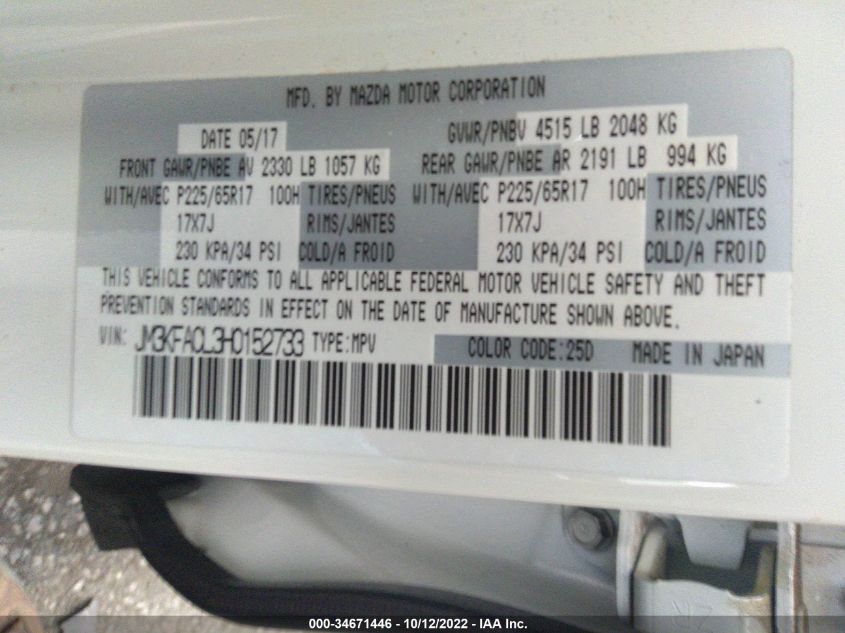 MFD. BY MAZDA MOTOR CORPORATION
DATE 05/17 GVWR/PNBV 4515 LB 2048 KG
FRONT GAWR/PNBE AV 2330 LB 1057 KG REAR GAWR/PNBE AR 2191 LB 994 KG
WITH/AVEC P225/65R17 100H TIRES/PNEUS WITH/AVEC P225/65R17 100H TIRES/PNEUS
17X7J RIMS/JANTES 17X7J RIMS/JANTES
230 KPA/34 PSI COLD/A FROID 230 KPA/34 PSI COLD/A FROID
THIS VEHICLE CONFORMS TO ALL APPLICABLE FEDERAL MOTOR VEHICLE SAFETY AND THEFT
PREVENTION STANDARDS IN EFFECT ON THE DATE OF MANUFACTURE SHOWN ABOVE.
VIN: JM3KFACL3H0152733 TYPE:MPV COLOR CODE:25D MADE IN JAPAN
000-34671446 - 10/12/2022 - IAA Inc.